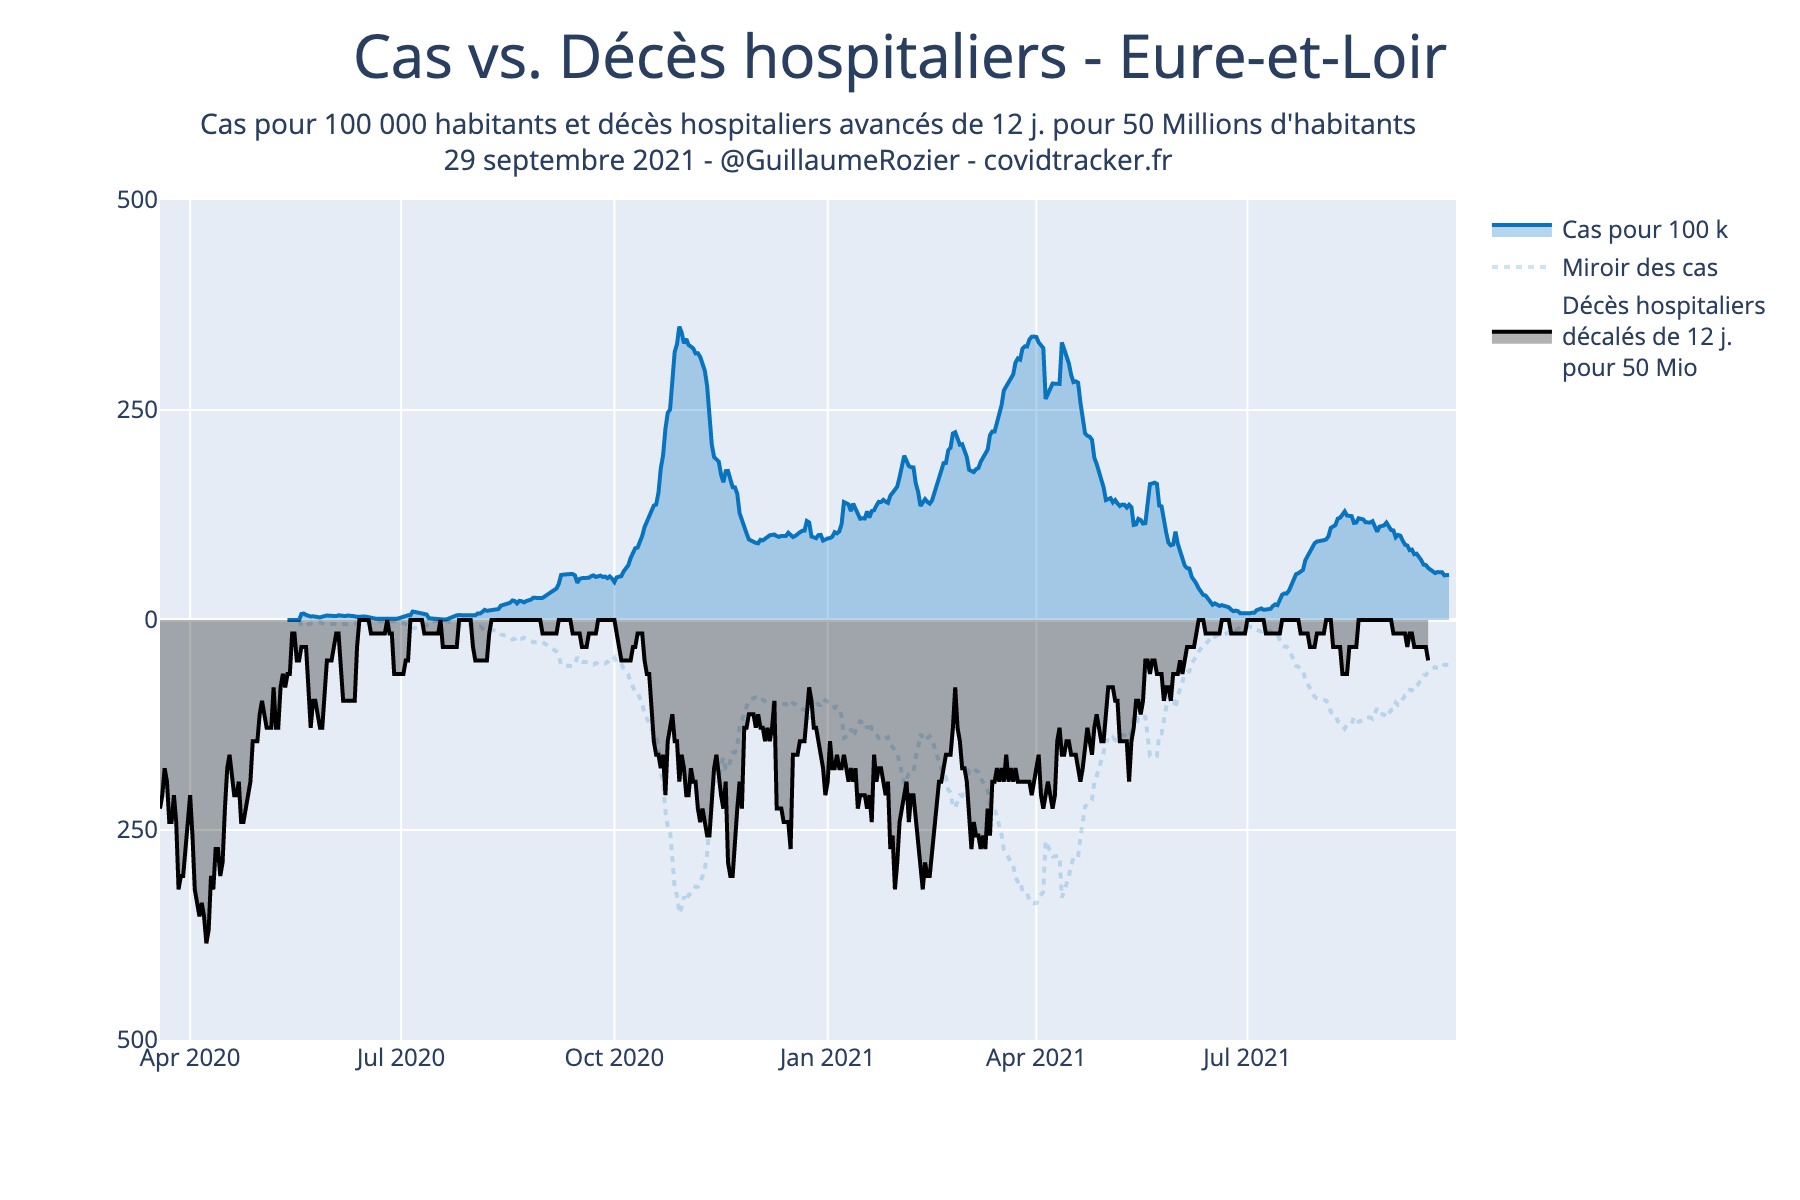 Cas vs. Décès hospitaliers - Eure-et-Loir
Cas pour 100 000 habitants et décès hospitaliers avancés de 12 j. pour 50 Millions d'habitants
29 septembre 2021 - @GuillaumeRozier - covidtracker.fr
500
250
0
250
500
Apr 2020
Jul 2020
Oct 2020
Jan 2021
Apr 2021
Jul 2021
Cas pour 100 k
Miroir des cas
Décès hospitaliers
décalés de 12 j.
pour 50 Mio